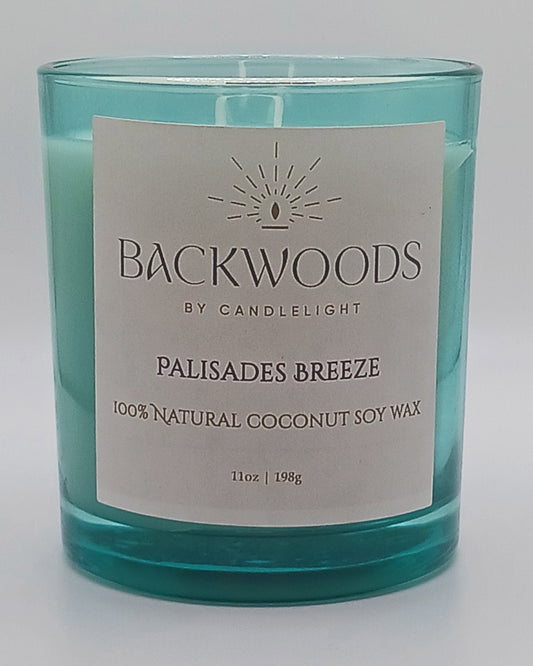 BACKWOODS
BY CANDLELIGHT
PALISADES BREEZE
100% NATURAL COCONUT SOY WAX
11oz | 198g